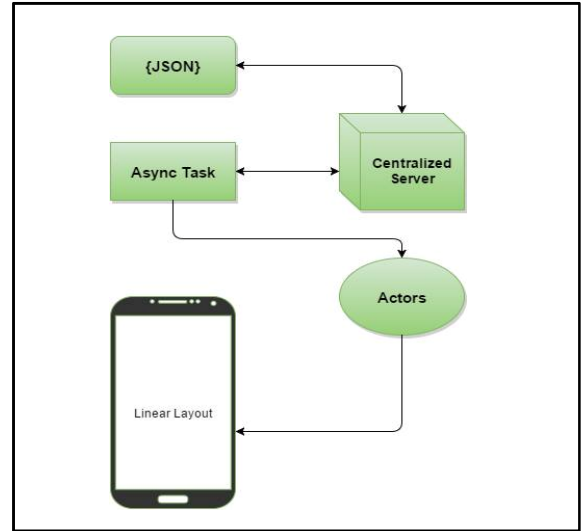 {JSON}
Async Task
Centralized
Server
Actors
Linear Layout